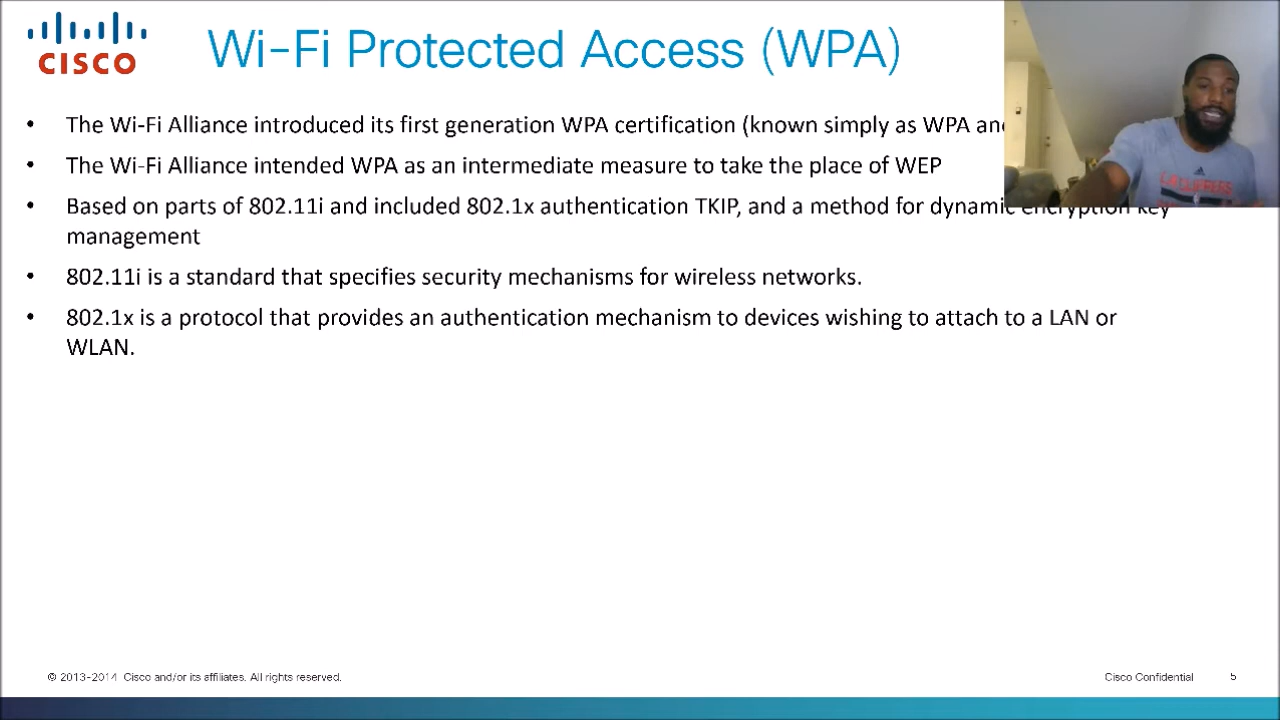 CISCO
Wi-Fi Protected Access (WPA)
• The Wi-Fi Alliance introduced its first generation WPA certification (known simply as WPA and
• The Wi-Fi Alliance intended WPA as an intermediate measure to take the place of WEP
• Based on parts of 802.11i and included 802.1x authentication TKIP, and a method for dynamic encryption key
management
• 802.11i is a standard that specifies security mechanisms for wireless networks.
• 802.1x is a protocol that provides an authentication mechanism to devices wishing to attach to a LAN or
WLAN.
© 2013-2014 Cisco and/or its affiliates. All rights reserved.
Cisco Confidential
5